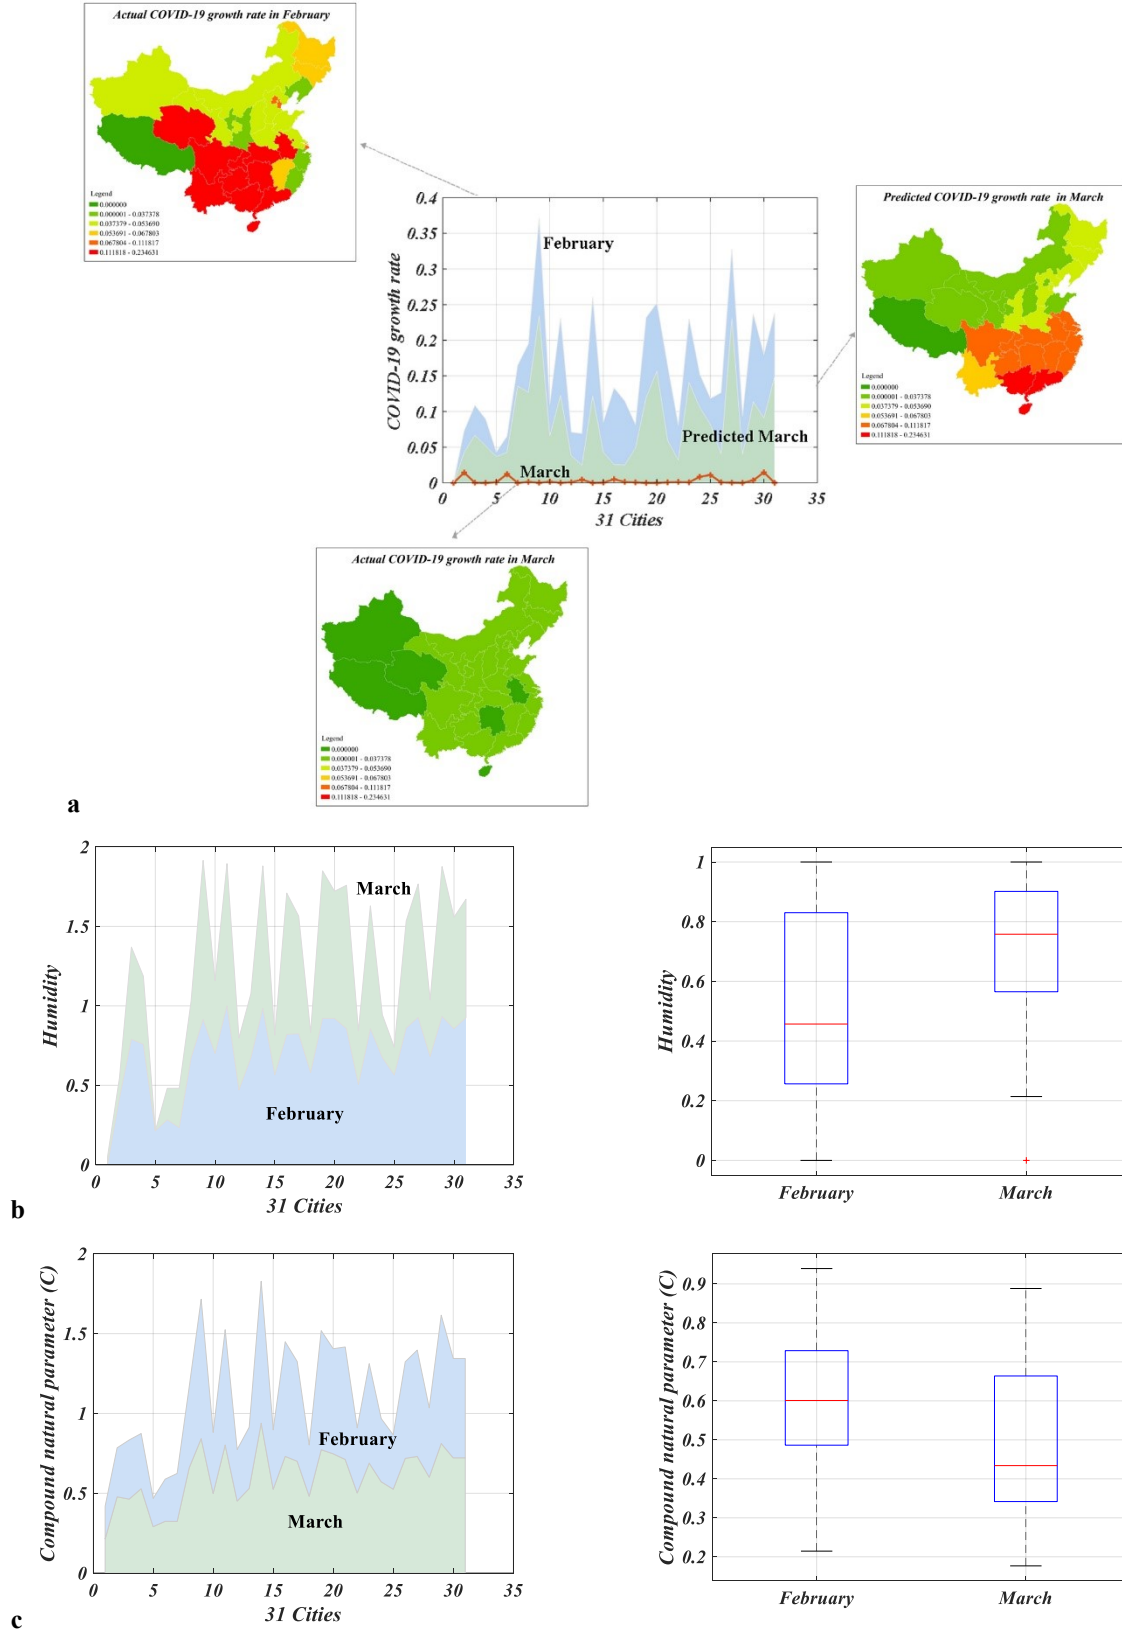 Actual COVID-19 growth rate in February
Legend
0.000000
0.000001 - 0.037378
0.037379 - 0.053690
0.053691 - 0.067803
0.067804 - 0.111817
0.111818 - 0.234631
0.4
0.35
0.3
0.25
0.2
0.15
0.1
0.05
0
COVID-19 growth rate
February
Predicted March
March
0 5 10 15 20 25 30 35
31 Cities
Predicted COVID-19 growth rate in March
Legend
0.000000
0.000001 - 0.037378
0.037379 - 0.053690
0.053691 - 0.067803
0.067804 - 0.111817
0.111818 - 0.234631
Actual COVID-19 growth rate in March
Legend
0.000000
0.000001 - 0.037378
0.037379 - 0.053690
0.053691 - 0.067803
0.067804 - 0.111817
0.111818 - 0.234631
a
2
1.5
1
0.5
0
Humidity
March
February
0 5 10 15 20 25 30 35
31 Cities
1
0.8
0.6
0.4
0.2
0
Humidity
February March
b
2
1.5
1
0.5
0
Compound natural parameter (C)
February
March
0 5 10 15 20 25 30 35
31 Cities
0.9
0.8
0.7
0.6
0.5
0.4
0.3
0.2
Compound natural parameter (C)
February March
c